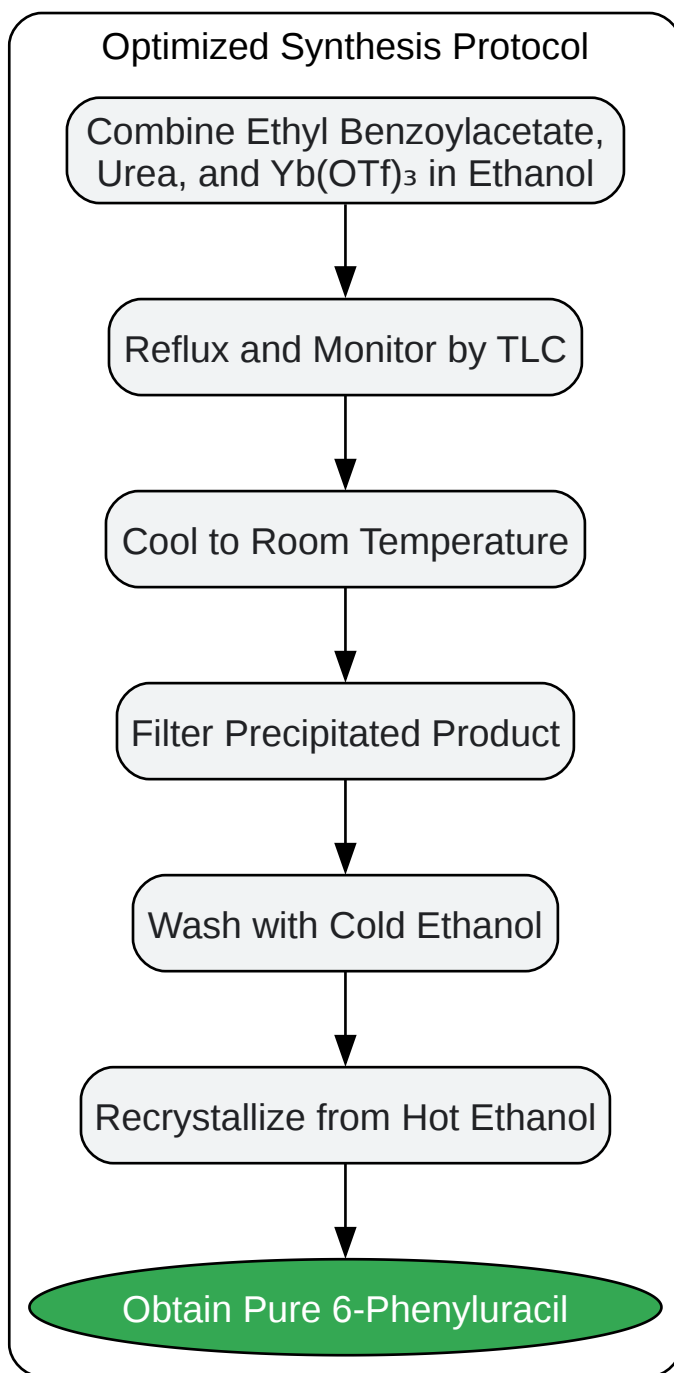 Optimized Synthesis Protocol
Combine Ethyl Benzoylacetate,
Urea, and Yb(OTf)₃ in Ethanol
Reflux and Monitor by TLC
Cool to Room Temperature
Filter Precipitated Product
Wash with Cold Ethanol
Recrystallize from Hot Ethanol
Obtain Pure 6-Phenyluracil